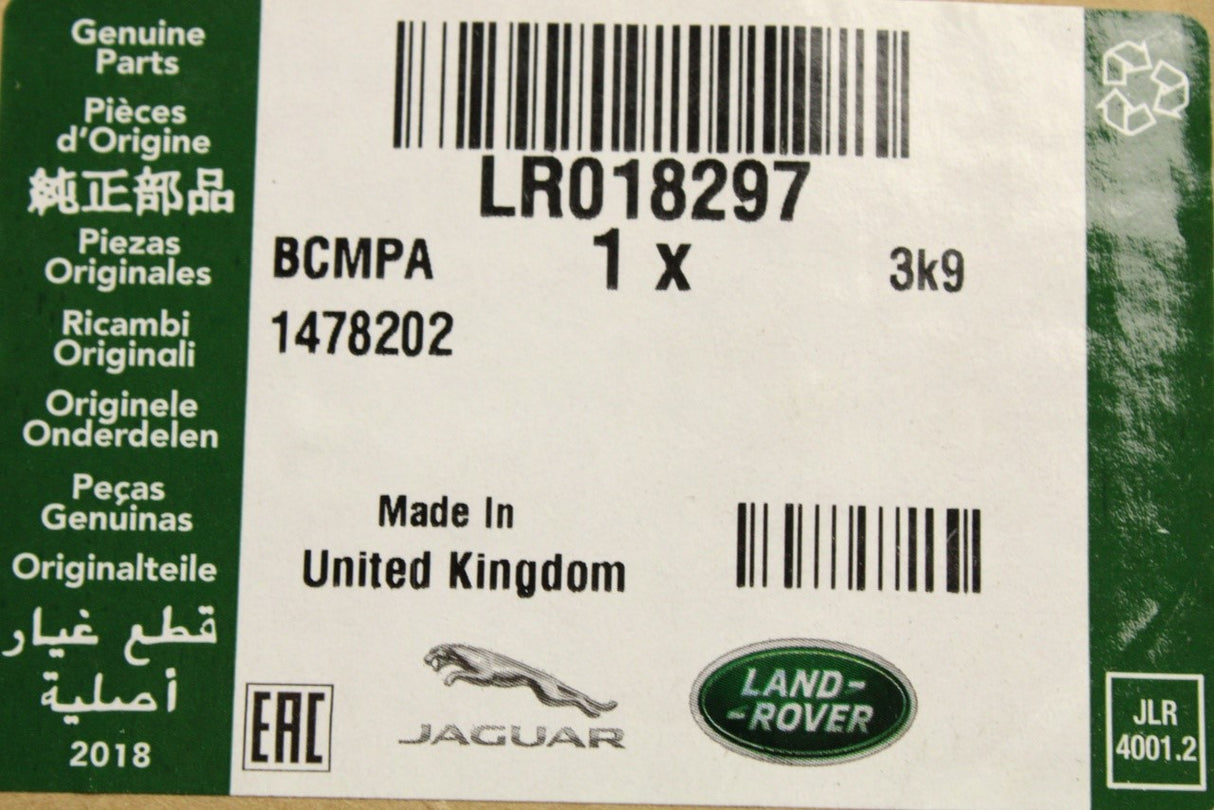 Genuine
Parts
Pièces
d'Origine
純正部品
Piezas
Originales
Ricambi
Originali
Originele
Onderdelen
Peças
Genuinas
Originalteile
قطع غيار
أصلية
2018
LR018297
BCMPA 1 x 3k9
1478202
Made In
United Kingdom
EAC
JAGUAR
LAND-
-ROVER
JLR
4001.2